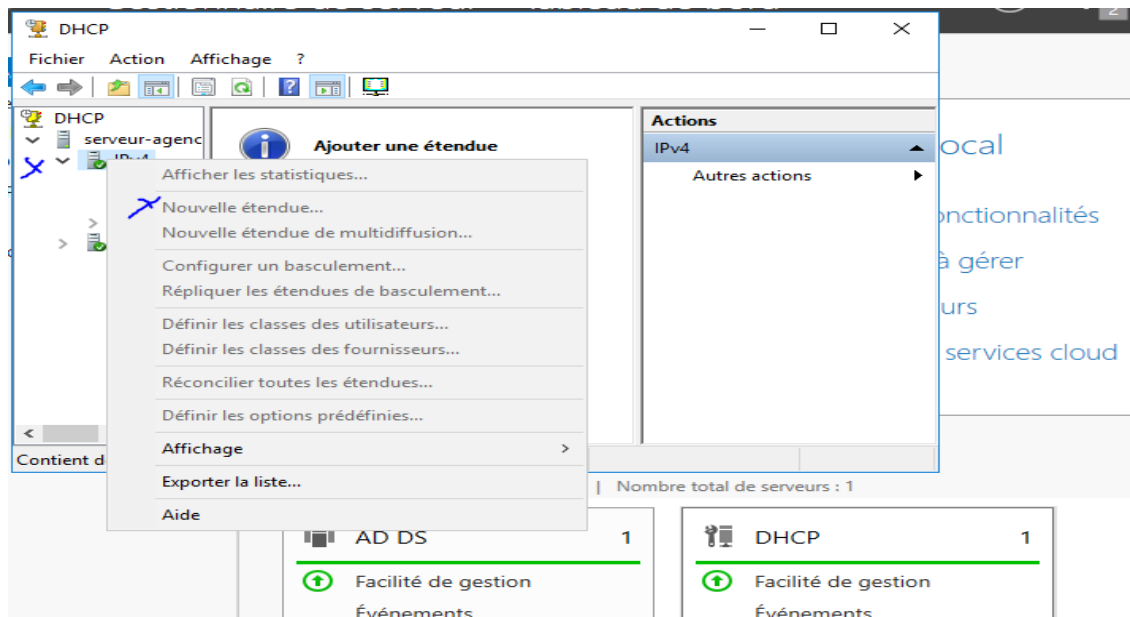 2
DHCP
Fichier Action Affichage ?
DHCP
serveur-agenc
IPv4
Ajouter une étendue
Actions
IPv4
Autres actions
Afficher les statistiques...
Nouvelle étendue...
Nouvelle étendue de multidiffusion...
Configurer un basculement...
Répliquer les étendues de basculement...
Définir les classes des utilisateurs...
Définir les classes des fournisseurs...
Réconcilier toutes les étendues...
Définir les options prédéfinies...
Affichage
Exporter la liste...
Aide
Contient d
ocal
onctionnalités
à gérer
urs
services cloud
| Nombre total de serveurs : 1
AD DS 1
Facilité de gestion
Événements
DHCP 1
Facilité de gestion
Événements